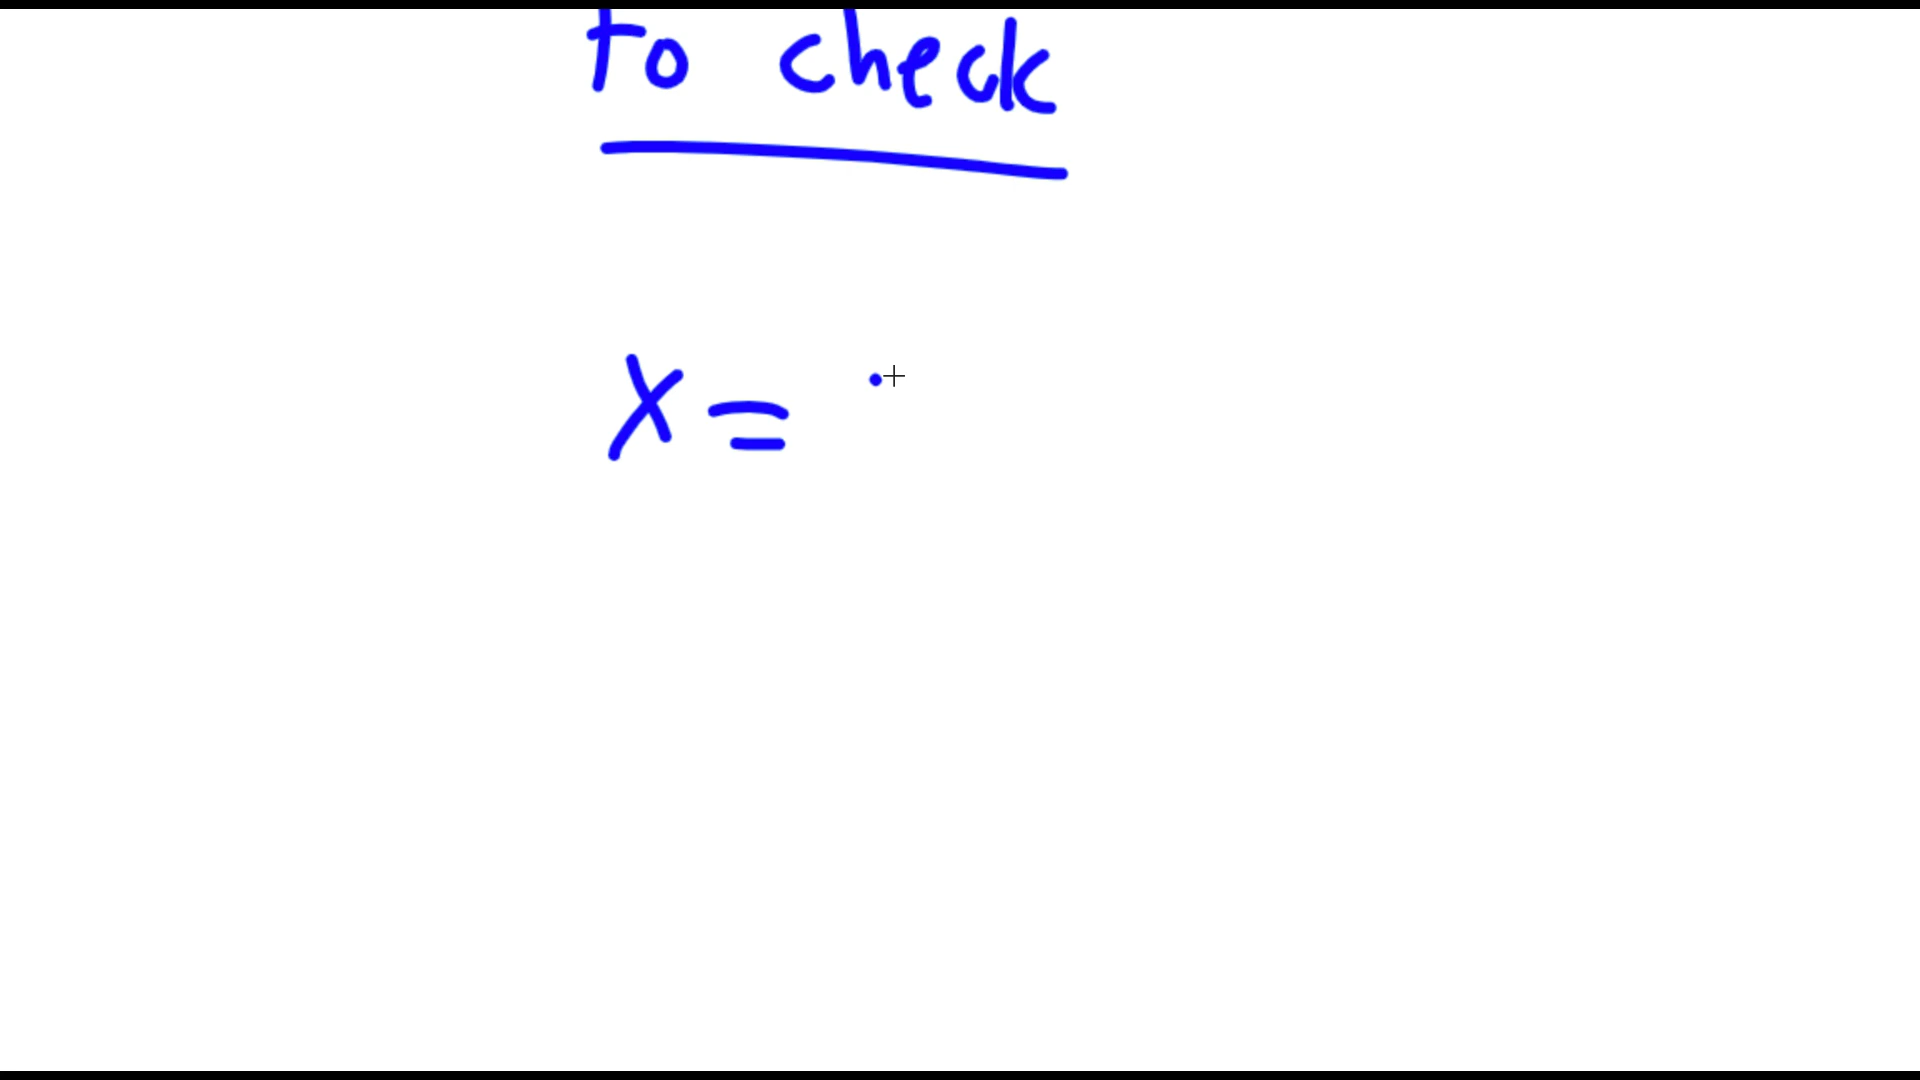 to check
x =